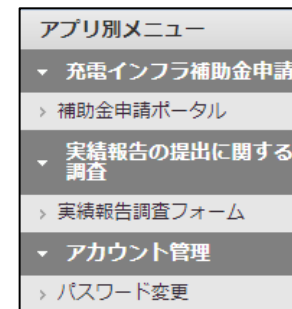 アプリ別メニュー
充電インフラ補助金申請
補助金申請ポータル
実績報告の提出に関する
調査
実績報告調査フォーム
アカウント管理
パスワード変更